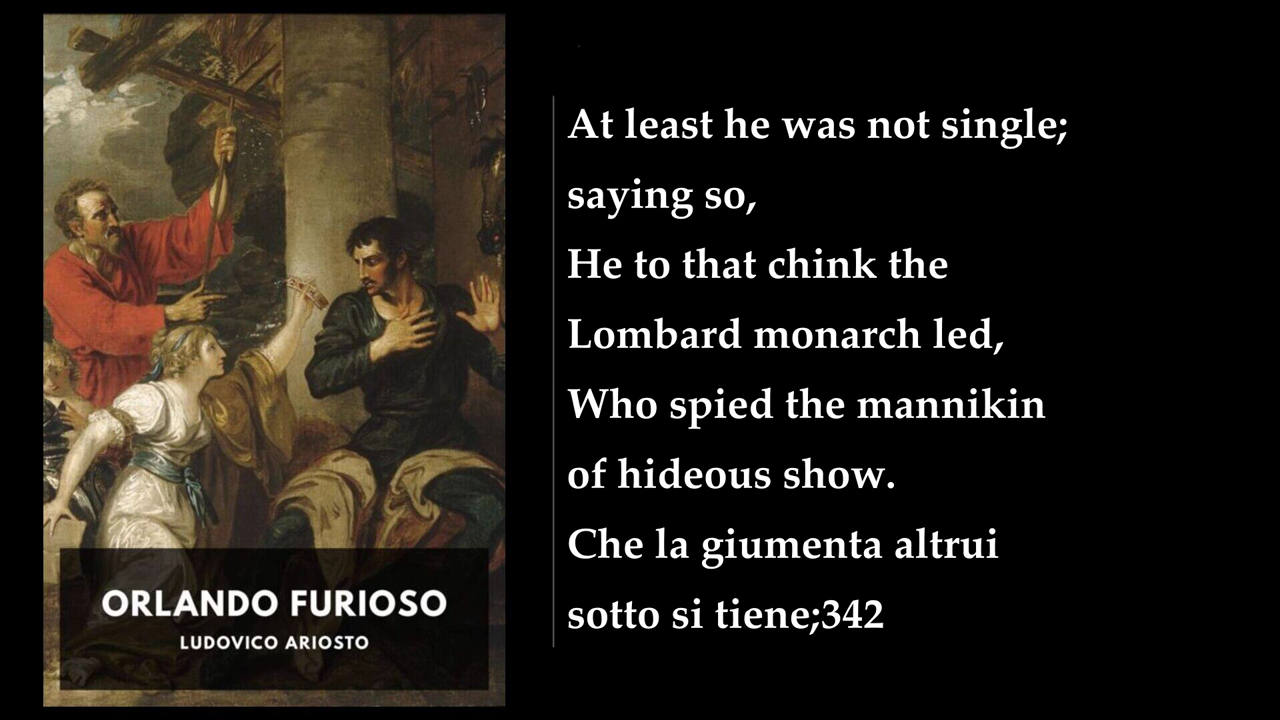 ORLANDO FURIOSO
LUDOVICO ARIOSTO
At least he was not single;
saying so,
He to that chink the
Lombard monarch led,
Who spied the mannikin
of hideous show.
Che la giumenta altrui
sotto si tiene;342